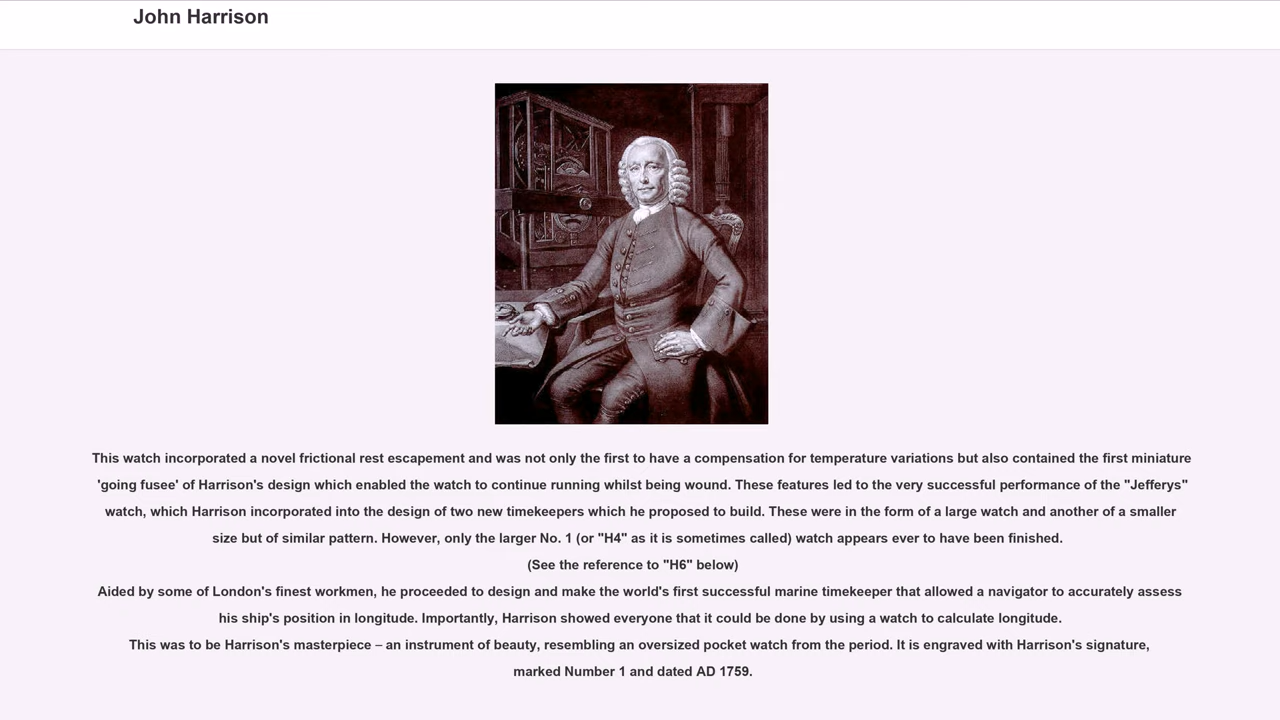 John Harrison
This watch incorporated a novel frictional rest escapement and was not only the first to have a compensation for temperature variations but also contained the first miniature
'going fusee' of Harrison's design which enabled the watch to continue running whilst being wound. These features led to the very successful performance of the "Jefferys"
watch, which Harrison incorporated into the design of two new timekeepers which he proposed to build. These were in the form of a large watch and another of a smaller
size but of similar pattern. However, only the larger No. 1 (or "H4" as it is sometimes called) watch appears ever to have been finished.
(See the reference to "H6" below)
Aided by some of London's finest workmen, he proceeded to design and make the world's first successful marine timekeeper that allowed a navigator to accurately assess
his ship's position in longitude. Importantly, Harrison showed everyone that it could be done by using a watch to calculate longitude.
This was to be Harrison's masterpiece – an instrument of beauty, resembling an oversized pocket watch from the period. It is engraved with Harrison's signature,
marked Number 1 and dated AD 1759.